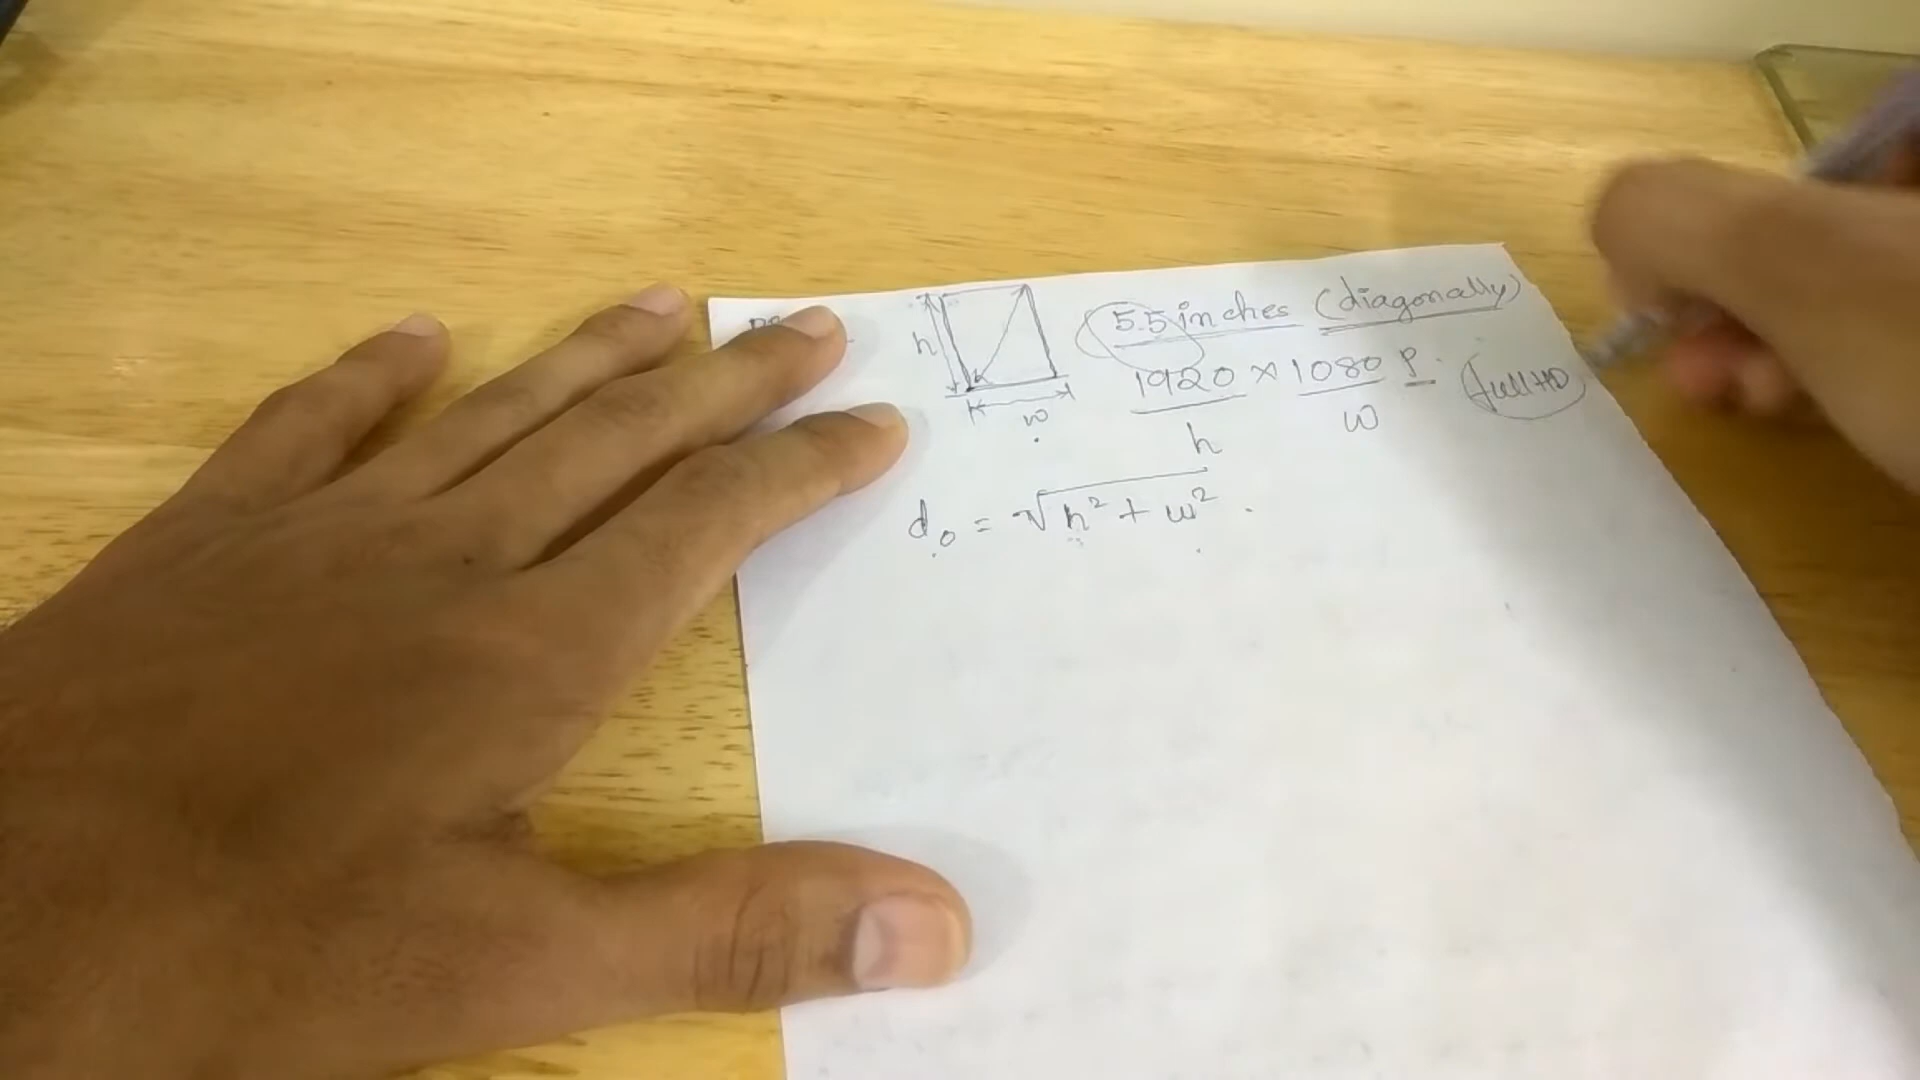 5.5 inches (diagonally)
h
1920 × 1080 P. full HD
w
h w
d₀ = √h² + w² .